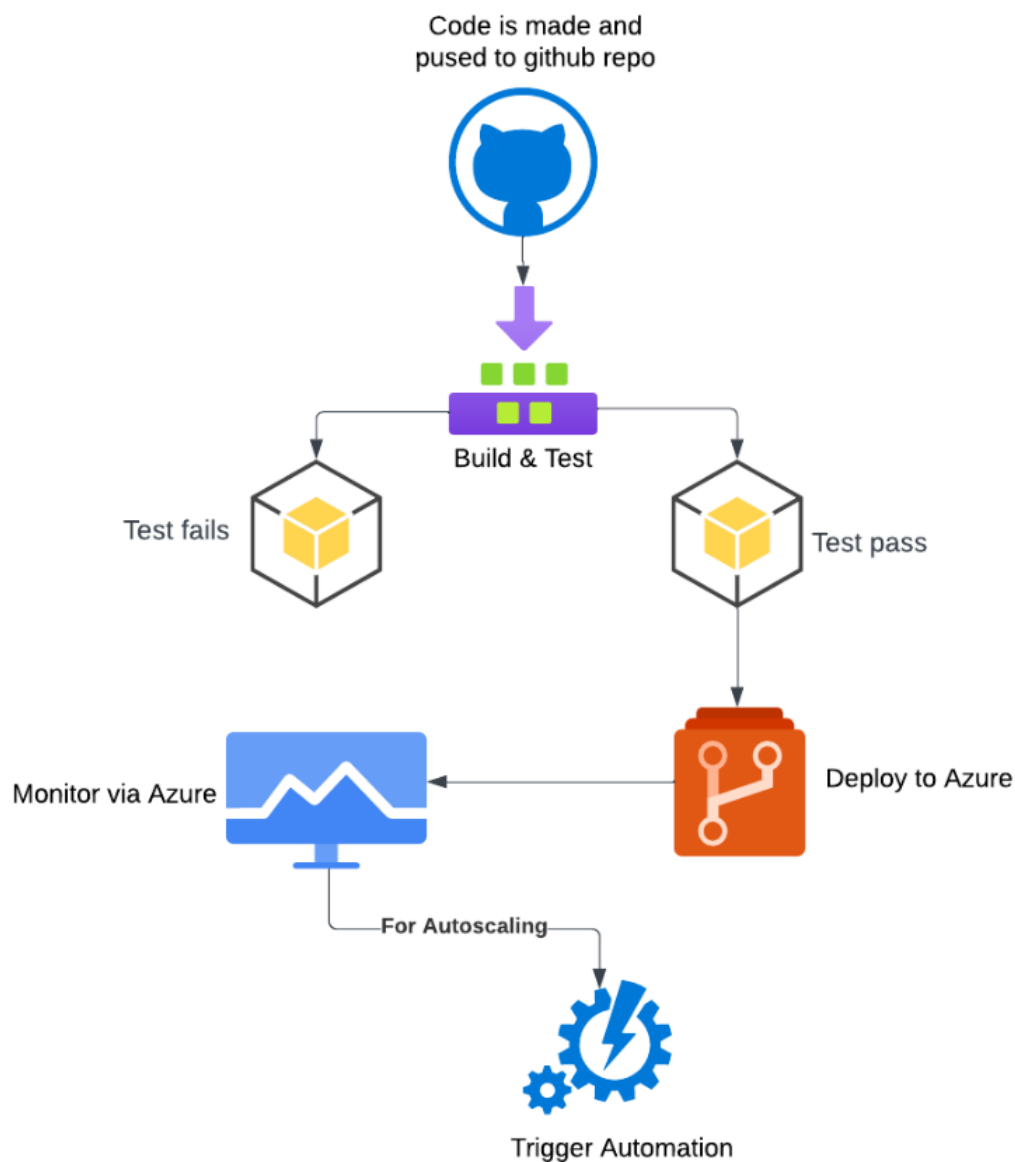 Code is made and
pused to github repo
Build & Test
Test fails
Test pass
Monitor via Azure
Deploy to Azure
For Autoscaling
Trigger Automation